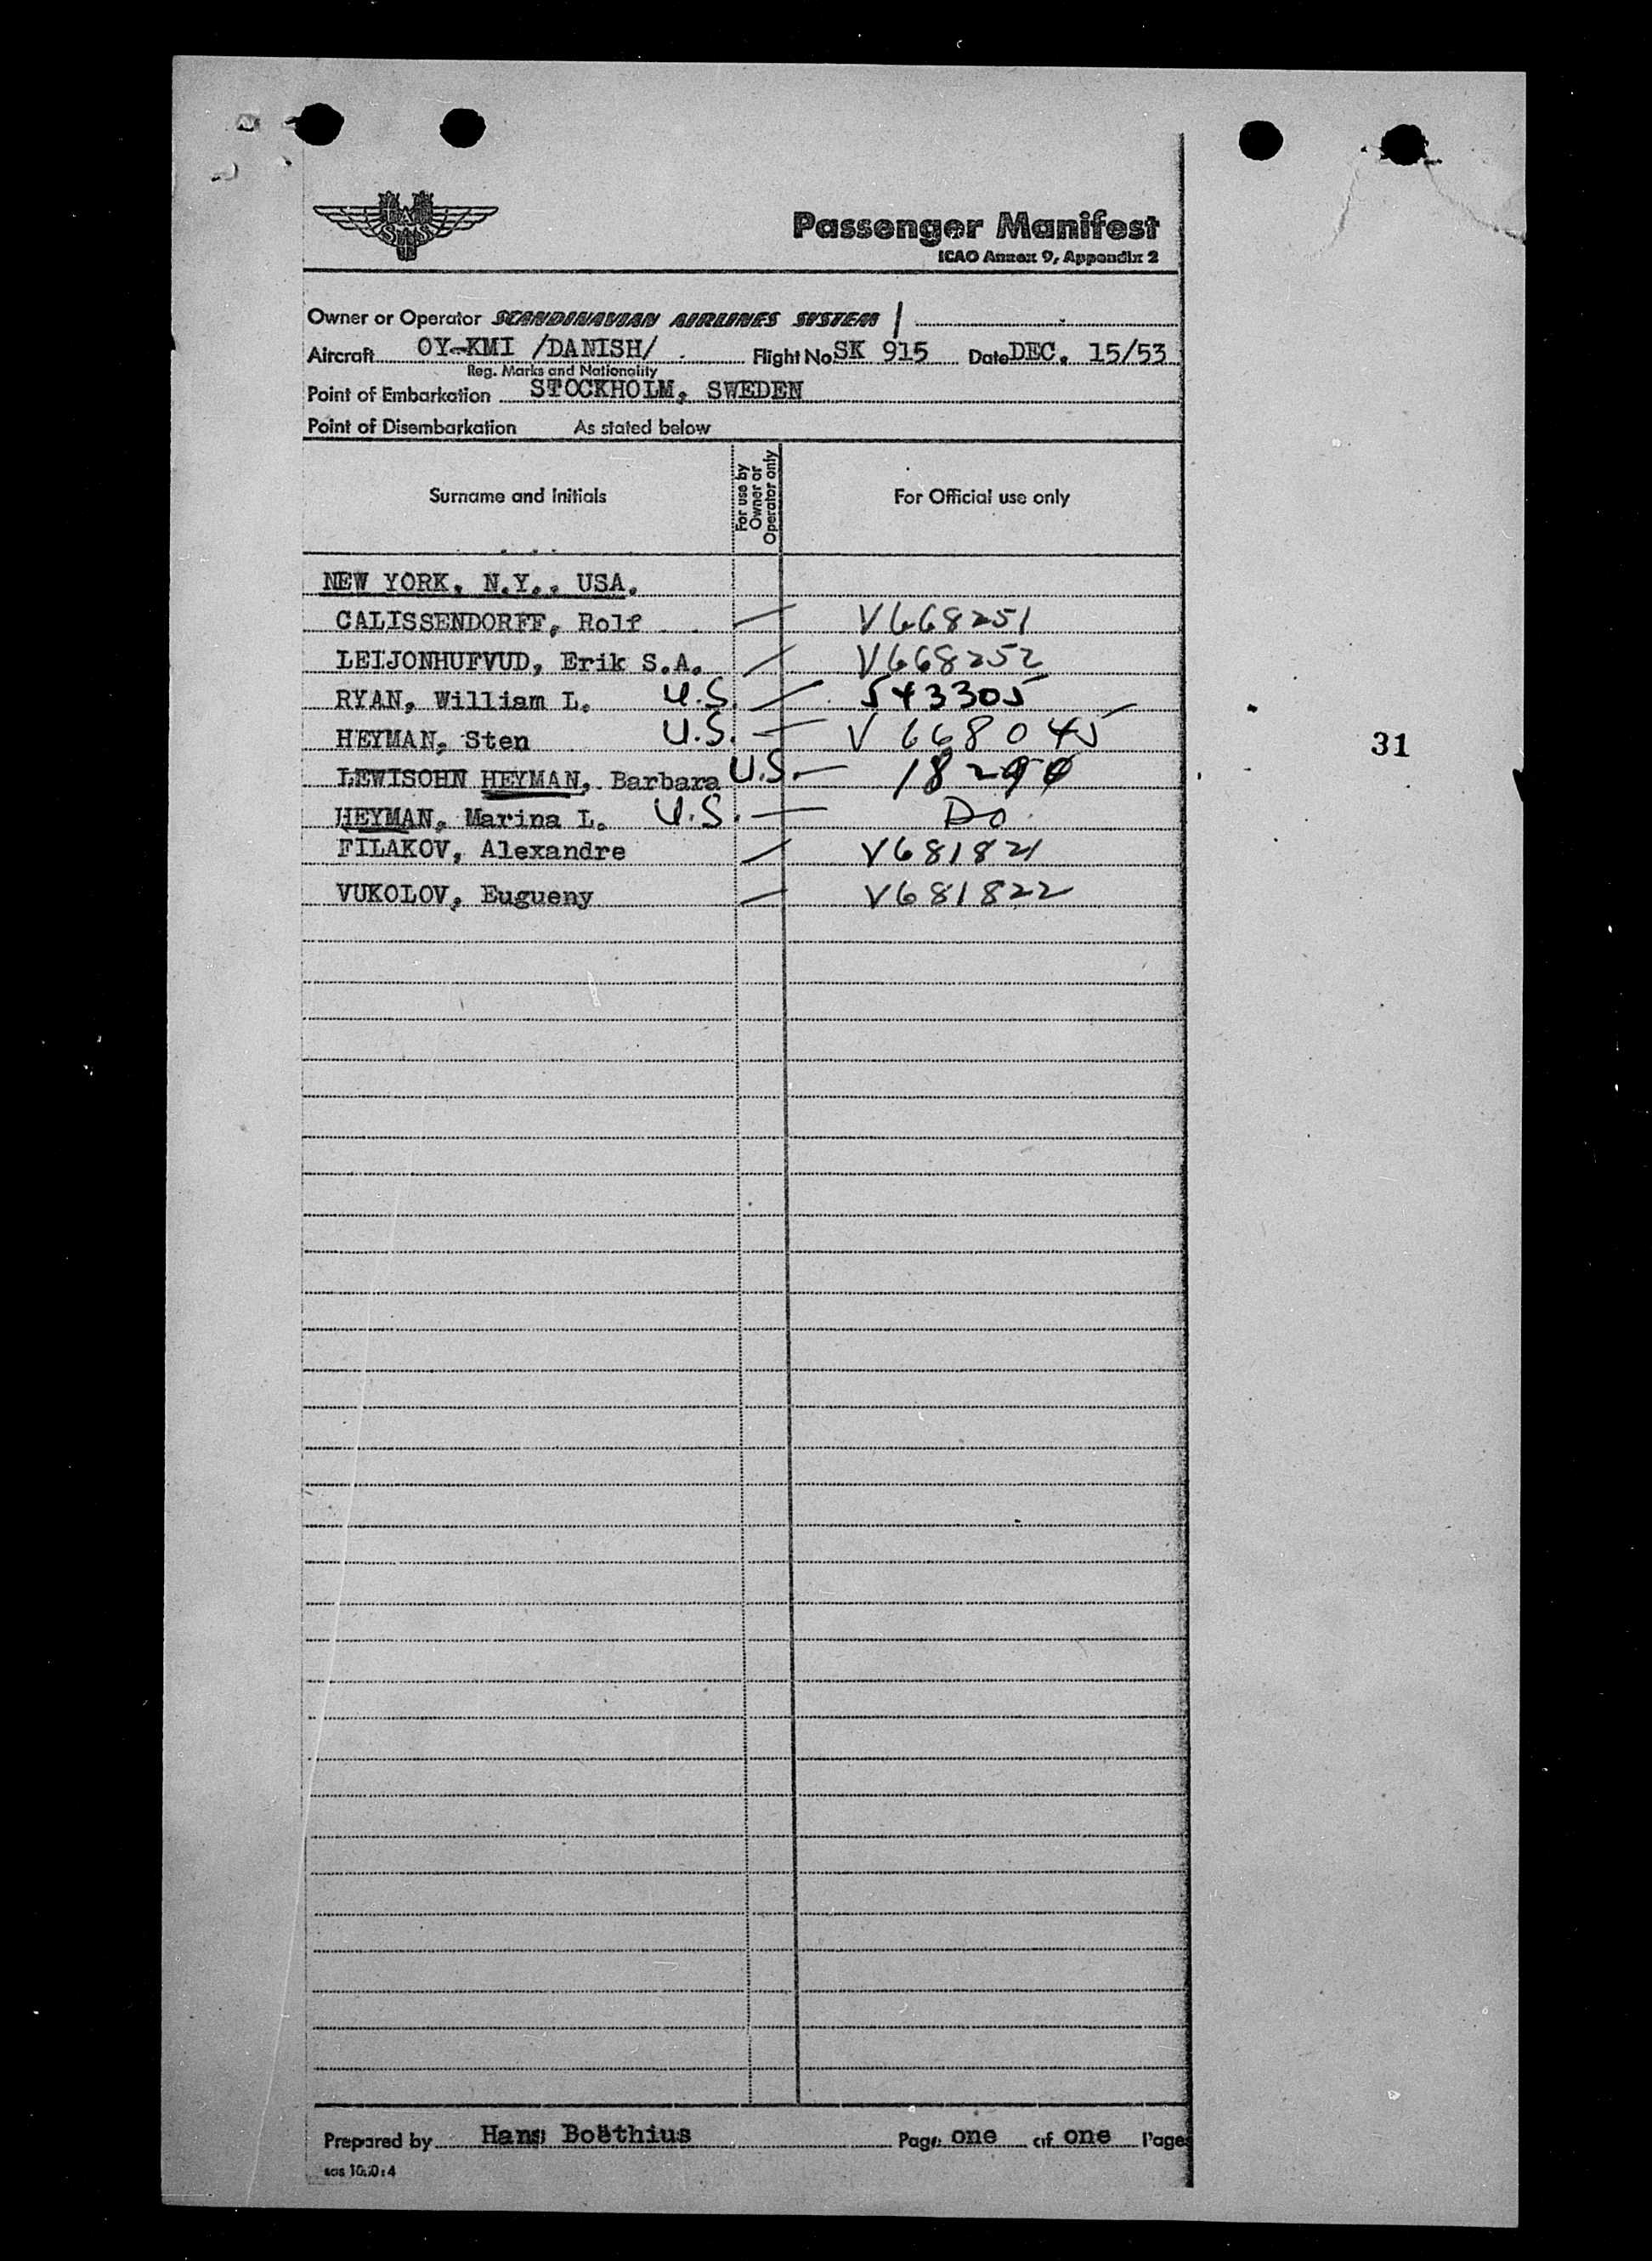 SAS
Passenger Manifest
ICAO Annex 9, Appendix 2
Owner or Operator SCANDINAVIAN AIRLINES SYSTEM /
Aircraft OY-KMI /DANISH/ Flight No SK 915 Date DEC. 15/53
Reg. Marks and Nationality
Point of Embarkation STOCKHOLM, SWEDEN
Point of Disembarkation As stated below
Surname and Initials For use by Owner or Operator only For Official use only
NEW YORK, N.Y., USA.
CALISSENDORFF, Rolf — V668251
LEIJONHUFVUD, Erik S.A. — V668252
RYAN, William L. U.S. — 543305
HEYMAN, Sten U.S. — V 668045
31
LEWISOHN HEYMAN, Barbara U.S. —
HEYMAN, Marina L. U.S. — Do
FILAKOV, Alexandre — V681821
VUKOLOV, Eugueny — V681822
Prepared by Hans Boëthius Page one of one Pages